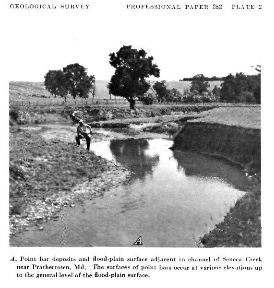 GEOLOGICAL SURVEY PROFESSIONAL PAPER 282 PLATE 2
A
A. Point bar deposits and flood-plain surface adjacent to channel of Seneca Creek
near Prathertown, Md. The surfaces of point bars occur at various elevations up
to the general level of the flood-plain surface.